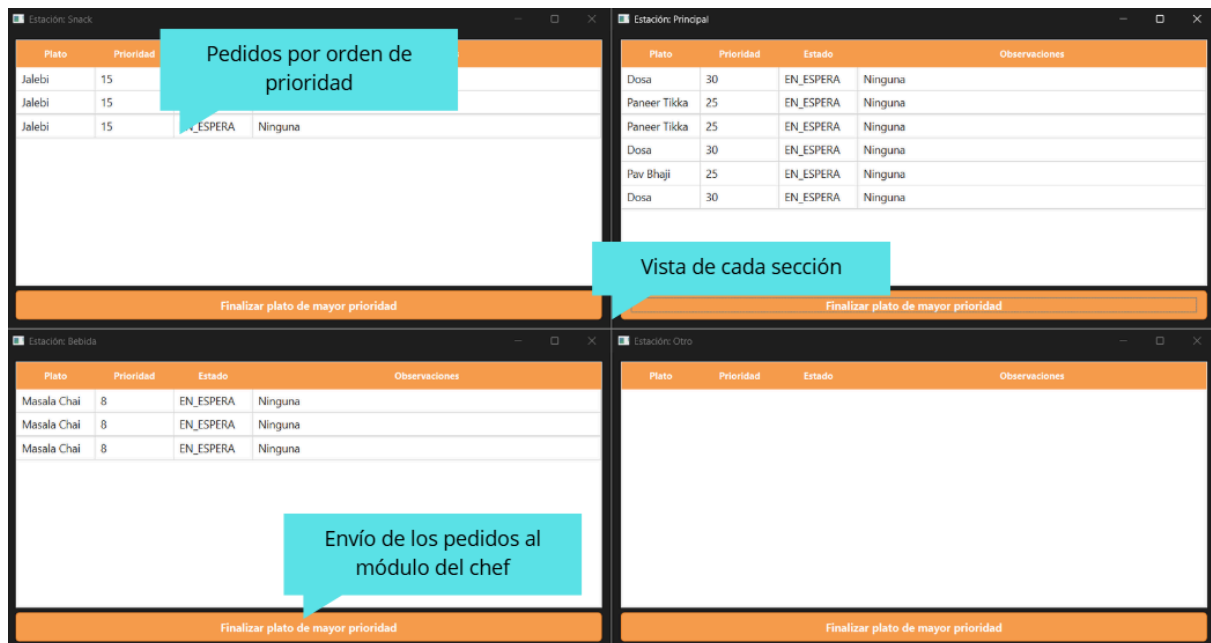 Estación: Snack
Plato Prioridad
Jalebi 15
Jalebi 15
Jalebi 15 EN_ESPERA Ninguna
Pedidos por orden de
prioridad
Finalizar plato de mayor prioridad
Estación: Principal
Plato Prioridad Estado Observaciones
Dosa 30 EN_ESPERA Ninguna
Paneer Tikka 25 EN_ESPERA Ninguna
Paneer Tikka 25 EN_ESPERA Ninguna
Dosa 30 EN_ESPERA Ninguna
Pav Bhaji 25 EN_ESPERA Ninguna
Dosa 30 EN_ESPERA Ninguna
Vista de cada sección
Finalizar plato de mayor prioridad
Estación: Bebida
Plato Prioridad Estado Observaciones
Masala Chai 8 EN_ESPERA Ninguna
Masala Chai 8 EN_ESPERA Ninguna
Masala Chai 8 EN_ESPERA Ninguna
Envío de los pedidos al
módulo del chef
Finalizar plato de mayor prioridad
Estación: Otro
Plato Prioridad Estado Observaciones
Finalizar plato de mayor prioridad